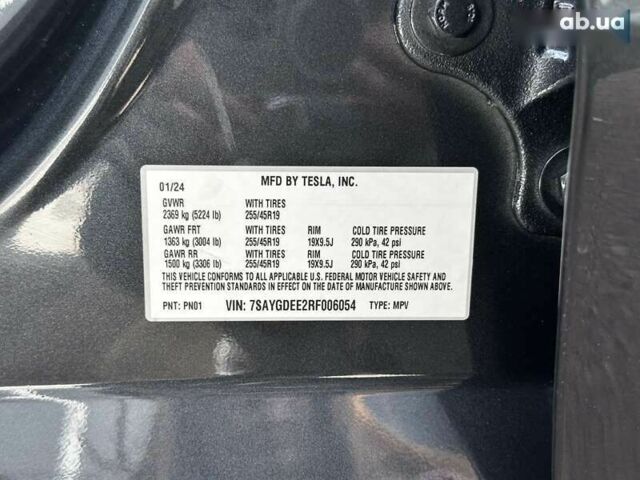 ab.ua
01/24 MFD BY TESLA, INC.
GVWR WITH TIRES
2369 kg (5224 lb) 255/45R19
GAWR FRT WITH TIRES RIM COLD TIRE PRESSURE
1363 kg (3004 lb) 255/45R19 19X9.5J 290 kPa, 42 psi
GAWR RR WITH TIRES RIM COLD TIRE PRESSURE
1500 kg (3306 lb) 255/45R19 19X9.5J 290 kPa, 42 psi
THIS VEHICLE CONFORMS TO ALL APPLICABLE U.S. FEDERAL MOTOR VEHICLE SAFETY AND
THEFT PREVENTION STANDARDS IN EFFECT ON THE DATE OF MANUFACTURE SHOWN ABOVE.
PNT: PN01 VIN: 7SAYGDEE2RF006054 TYPE: MPV